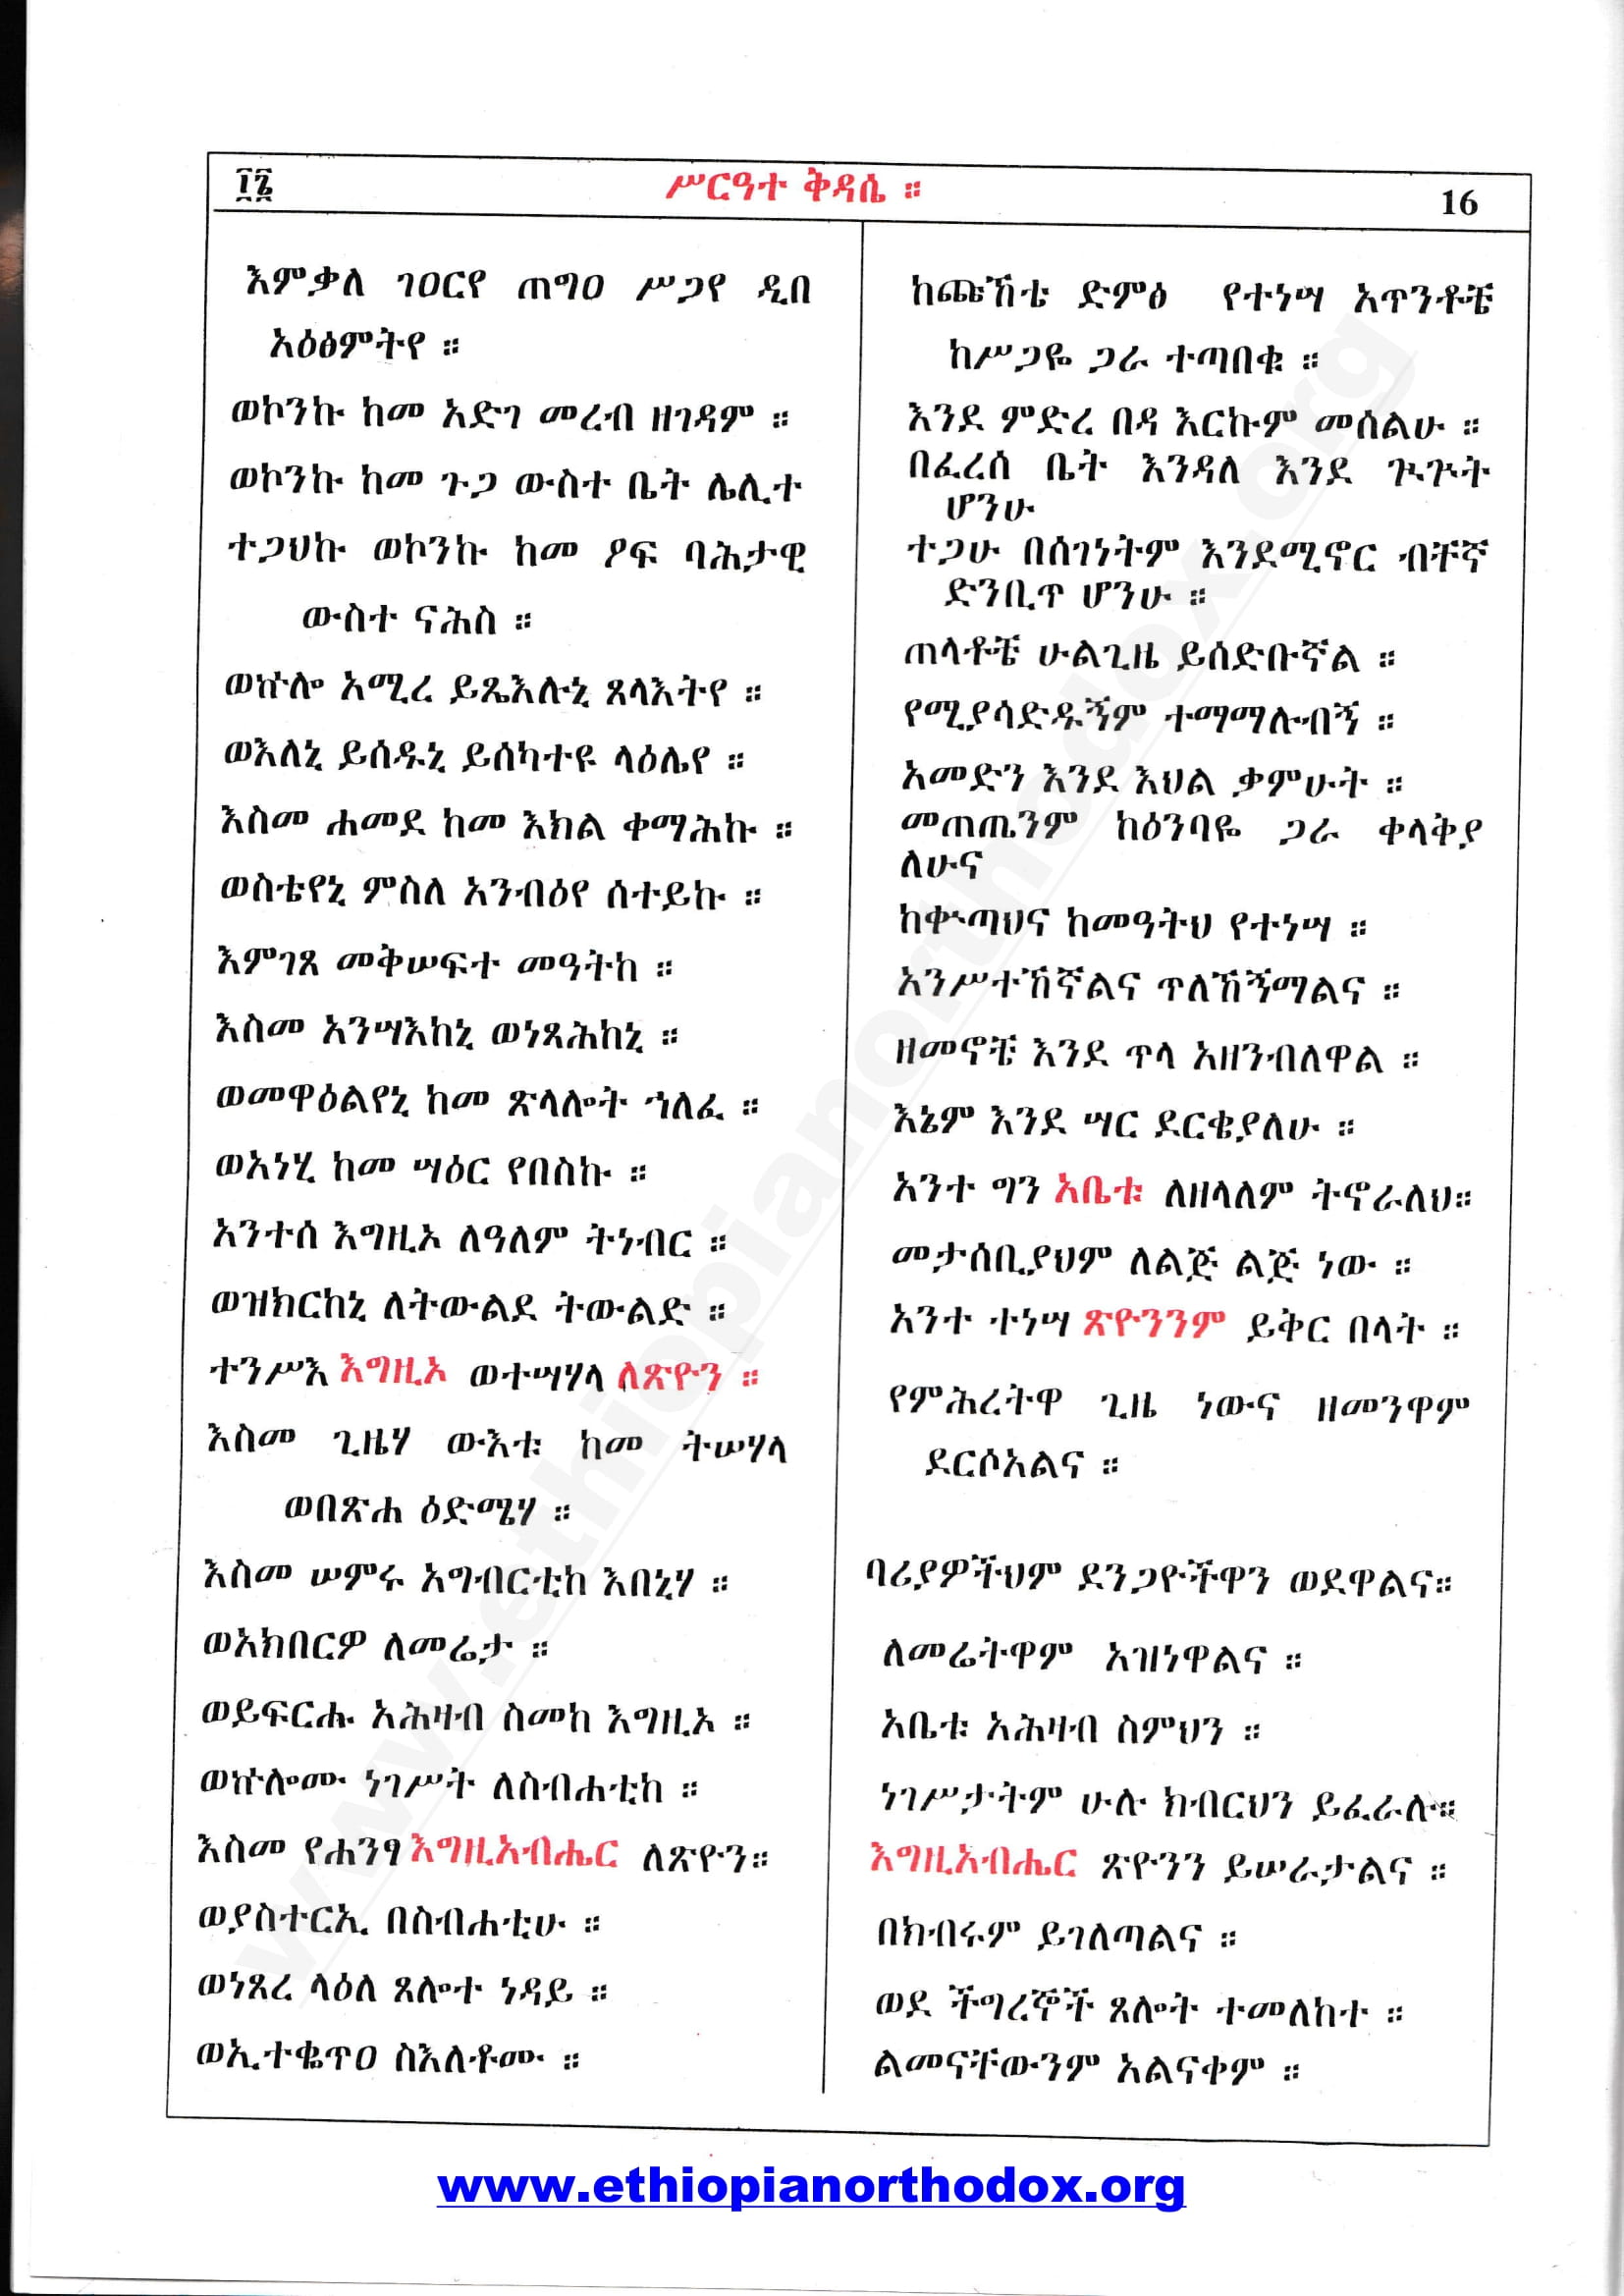 ፲፮ ሥርዓተ ቅዳሴ ። 16
እምቃለ ገዐርየ ጠግዐ ሥጋየ ዲበ
አዕፅምትየ ።
ወኮንኩ ከመ አድገ መረብ ዘገዳም ።
ወኮንኩ ከመ ጉጋ ውስተ ቤት ሌሊተ
ተጋህኩ ወኮንኩ ከመ ዖፍ ባሕታዊ
ውስተ ናሕስ ።
ወኵሎ አሚረ ይጼእሉኒ ጸላእትየ ።
ወእለኒ ይሰዱኒ ይሰካተዩ ላዕሌየ ።
እስመ ሐመደ ከመ እክል ቀማሕኩ ።
ወስቴየኒ ምስለ አንብዕየ ሰተይኩ ።
እምገጸ መቅሠፍተ መዓትከ ።
እስመ አንሣእከኒ ወነጻሕከኒ ።
ወመዋዕልየኒ ከመ ጽላሎት ኀለፈ ።
ወአነሂ ከመ ሣዕር የበስኩ ።
አንተሰ እግዚኦ ለዓለም ትነብር ።
ወዝክርከኒ ለትውልደ ትውልድ ።
ተንሥእ እግዚኦ ወተሣሃላ ለጽዮን ።
እስመ ጊዜሃ ውእቱ ከመ ትሠሃላ
ወበጽሐ ዕድሜሃ ።
እስመ ሠምሩ አግብርቲከ እበኒሃ ።
ወአክበርዎ ለመሬታ ።
ወይፍርሑ አሕዛብ ስመከ እግዚኦ ።
ወኵሎሙ ነገሥት ለስብሐቲከ ።
እስመ የሐንፃ እግዚአብሔር ለጽዮን።
ወያስተርኢ በስብሐቲሁ ።
ወነጸረ ላዕለ ጸሎተ ነዳይ ።
ወኢተቈጥዐ ስእለቶሙ ።
ከጩኸቴ ድምፅ የተነሣ አጥንቶቼ
ከሥጋዬ ጋራ ተጣበቁ ።
እንደ ምድረ በዳ እርኩም መሰልሁ ።
በፈረሰ ቤት እንዳለ እንደ ጕጕት
ሆንሁ
ተጋሁ በሰገነትም እንደሚኖር ብቸኛ
ድንቢጥ ሆንሁ ።
ጠላቶቼ ሁልጊዜ ይሰድቡኛል ።
የሚያሳድዱኝም ተማማሉብኝ ።
አመድን እንደ እህል ቃምሁት ።
መጠጤንም ከዕንባዬ ጋራ ቀላቅያ
ለሁና
ከቍጣህና ከመዓትህ የተነሣ ።
አንሥተኸኛልና ጥለኸኝማልና ።
ዘመኖቼ እንደ ጥላ አዘንብለዋል ።
እኔም እንደ ሣር ደርቄያለሁ ።
አንተ ግን አቤቱ ለዘላለም ትኖራለህ።
መታሰቢያህም ለልጅ ልጅ ነው ።
አንተ ተነሣ ጽዮንንም ይቅር በላት ።
የምሕረትዋ ጊዜ ነውና ዘመንዋም
ደርሶአልና ።
ባሪያዎችህም ደንጋዮችዋን ወደዋልና።
ለመሬትዋም አዝነዋልና ።
አቤቱ አሕዛብ ስምህን ።
ነገሥታትም ሁሉ ክብርህን ይፈራሉ።
እግዚአብሔር ጽዮንን ይሠራታልና ።
በክብሩም ይገለጣልና ።
ወደ ችግረኞች ጸሎት ተመለከተ ።
ልመናቸውንም አልናቀም ።
www.ethiopianorthodox.org
www.ethiopianorthodox.org